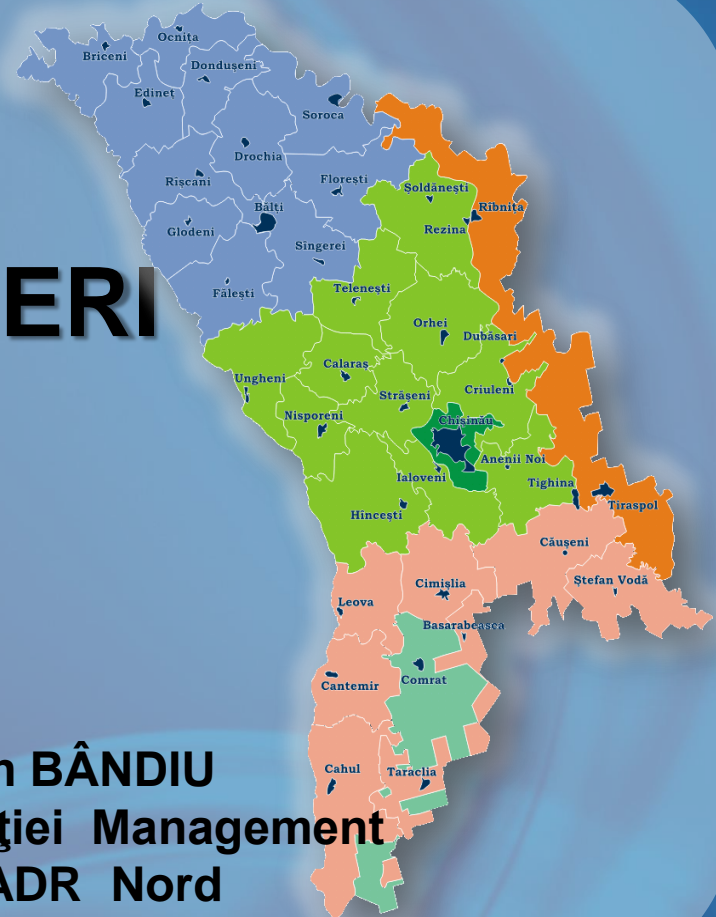 Ocnița
Briceni
Dondușeni
Edineț
Soroca
Drochia
Rîșcani
Florești
Șoldănești
Bălți
Rîbnița
Rezina
Glodeni
Sîngerei
Fălești
Telenești
ERI
Orhei
Dubăsari
Calaraș
Ungheni
Criuleni
Strășeni
Nisporeni
Chișinău
Anenii Noi
Ialoveni
Tighina
Tiraspol
Hîncești
Căușeni
Cimișlia
Ștefan Vodă
Leova
Basarabeasca
Comrat
Cantemir
Cahul
Taraclia
n BÂNDIU
ției Management
ADR Nord